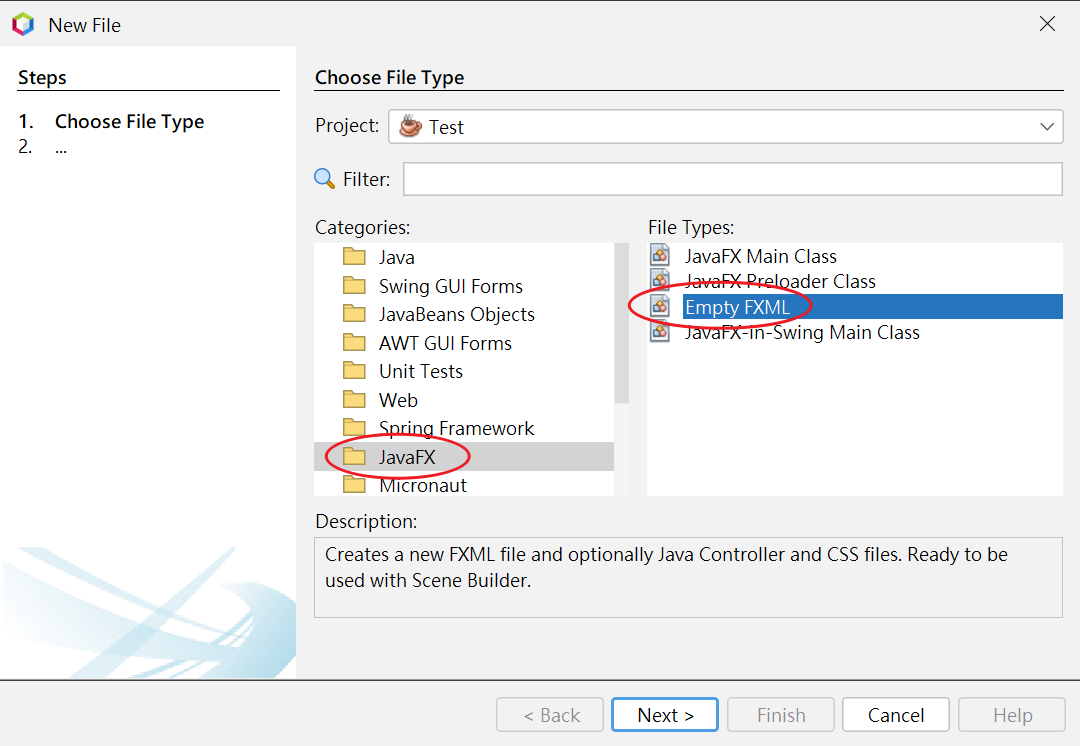 New File
Steps
1. Choose File Type
2. ...
Choose File Type
Project: Test
Filter:
Categories:
Java
Swing GUI Forms
JavaBeans Objects
AWT GUI Forms
Unit Tests
Web
Spring Framework
JavaFX
Micronaut
File Types:
JavaFX Main Class
JavaFX Preloader Class
Empty FXML
JavaFX-in-Swing Main Class
Description:
Creates a new FXML file and optionally Java Controller and CSS files. Ready to be
used with Scene Builder.
< Back Next > Finish Cancel Help